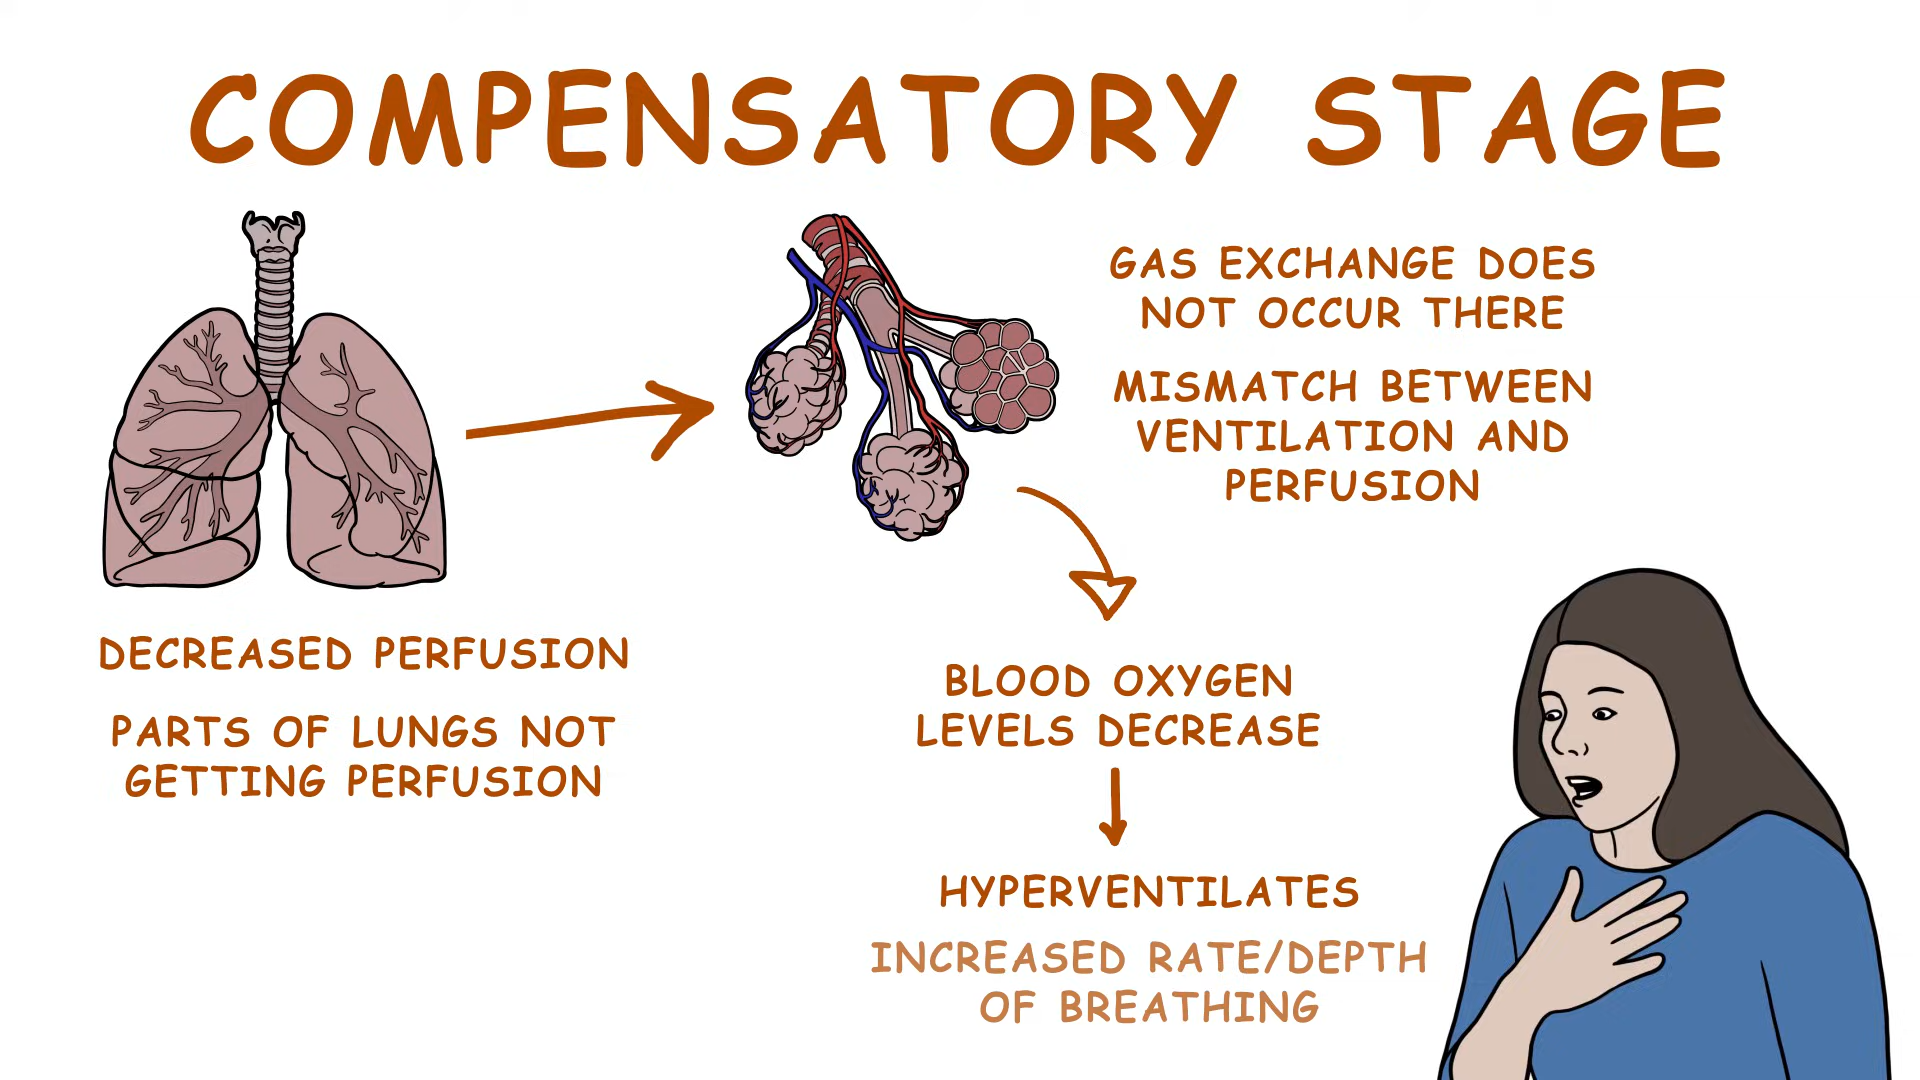 COMPENSATORY STAGE
DECREASED PERFUSION
PARTS OF LUNGS NOT
GETTING PERFUSION
GAS EXCHANGE DOES
NOT OCCUR THERE
MISMATCH BETWEEN
VENTILATION AND
PERFUSION
BLOOD OXYGEN
LEVELS DECREASE
HYPERVENTILATES
INCREASED RATE/DEPTH
OF BREATHING